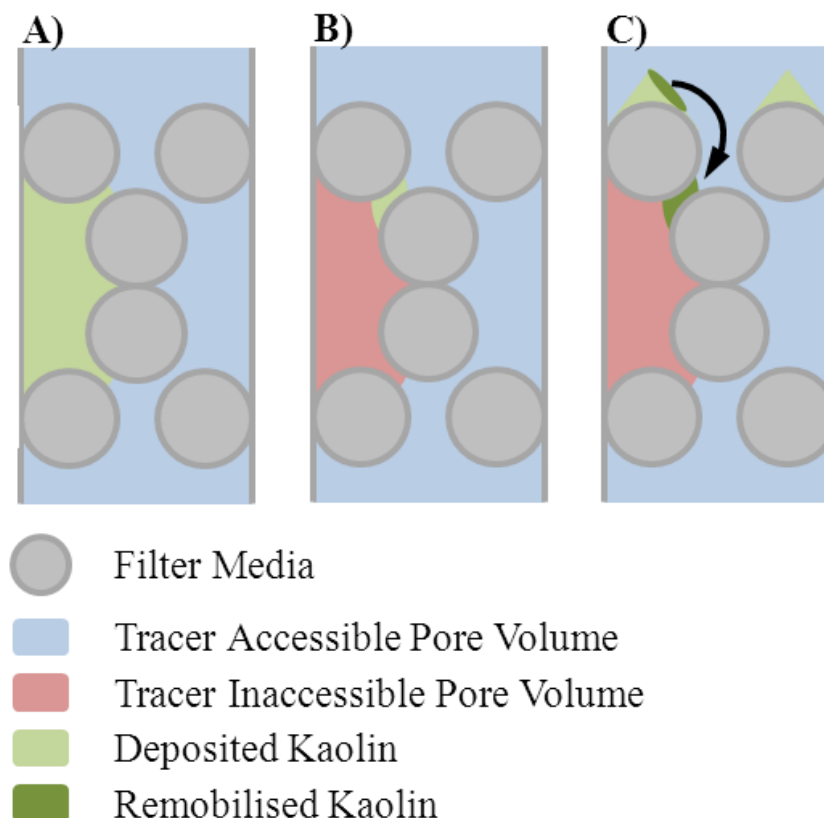 A)
B)
C)
Filter Media
Tracer Accessible Pore Volume
Tracer Inaccessible Pore Volume
Deposited Kaolin
Remobilised Kaolin